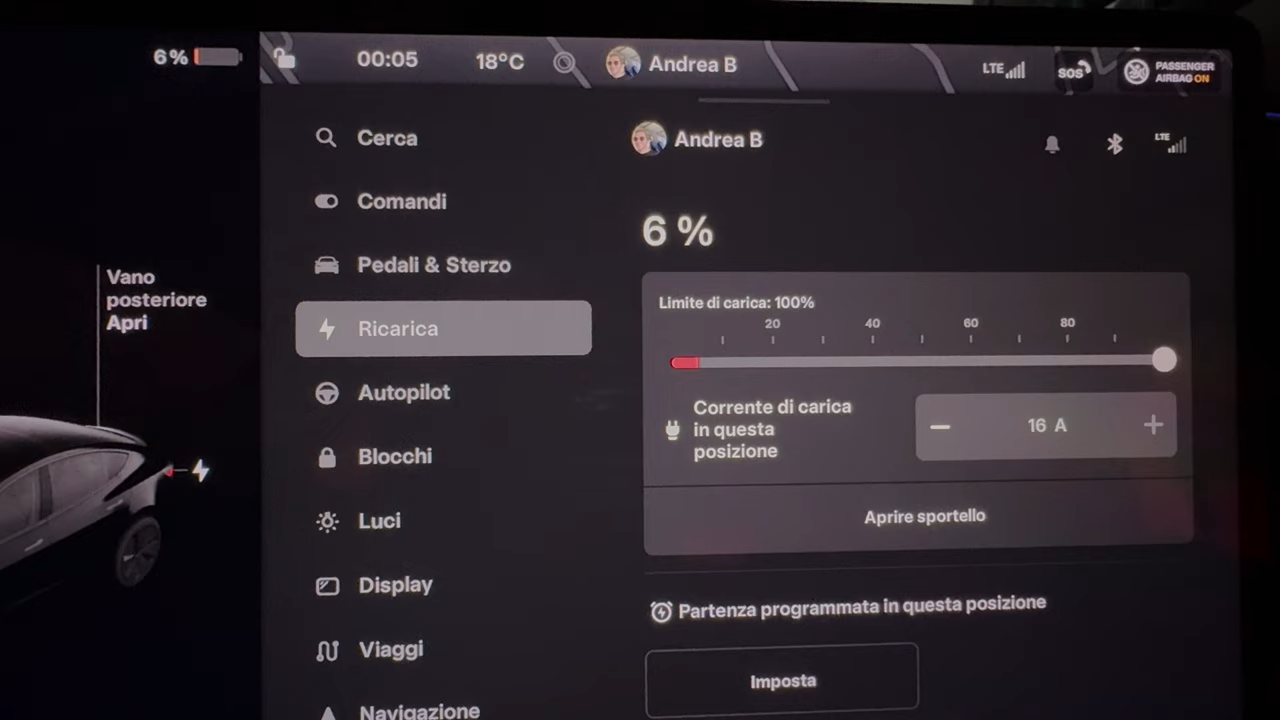 6%
00:05
18°C
Andrea B
LTE
sos
PASSENGER
AIRBAG ON
Cerca
Comandi
Pedali & Sterzo
Ricarica
Autopilot
Blocchi
Luci
Display
Viaggi
Navigazione
Vano
posteriore
Apri
Andrea B
LTE
6 %
Limite di carica: 100%
20 40 60 80
Corrente di carica
in questa
posizione
16 A
Aprire sportello
Partenza programmata in questa posizione
Imposta